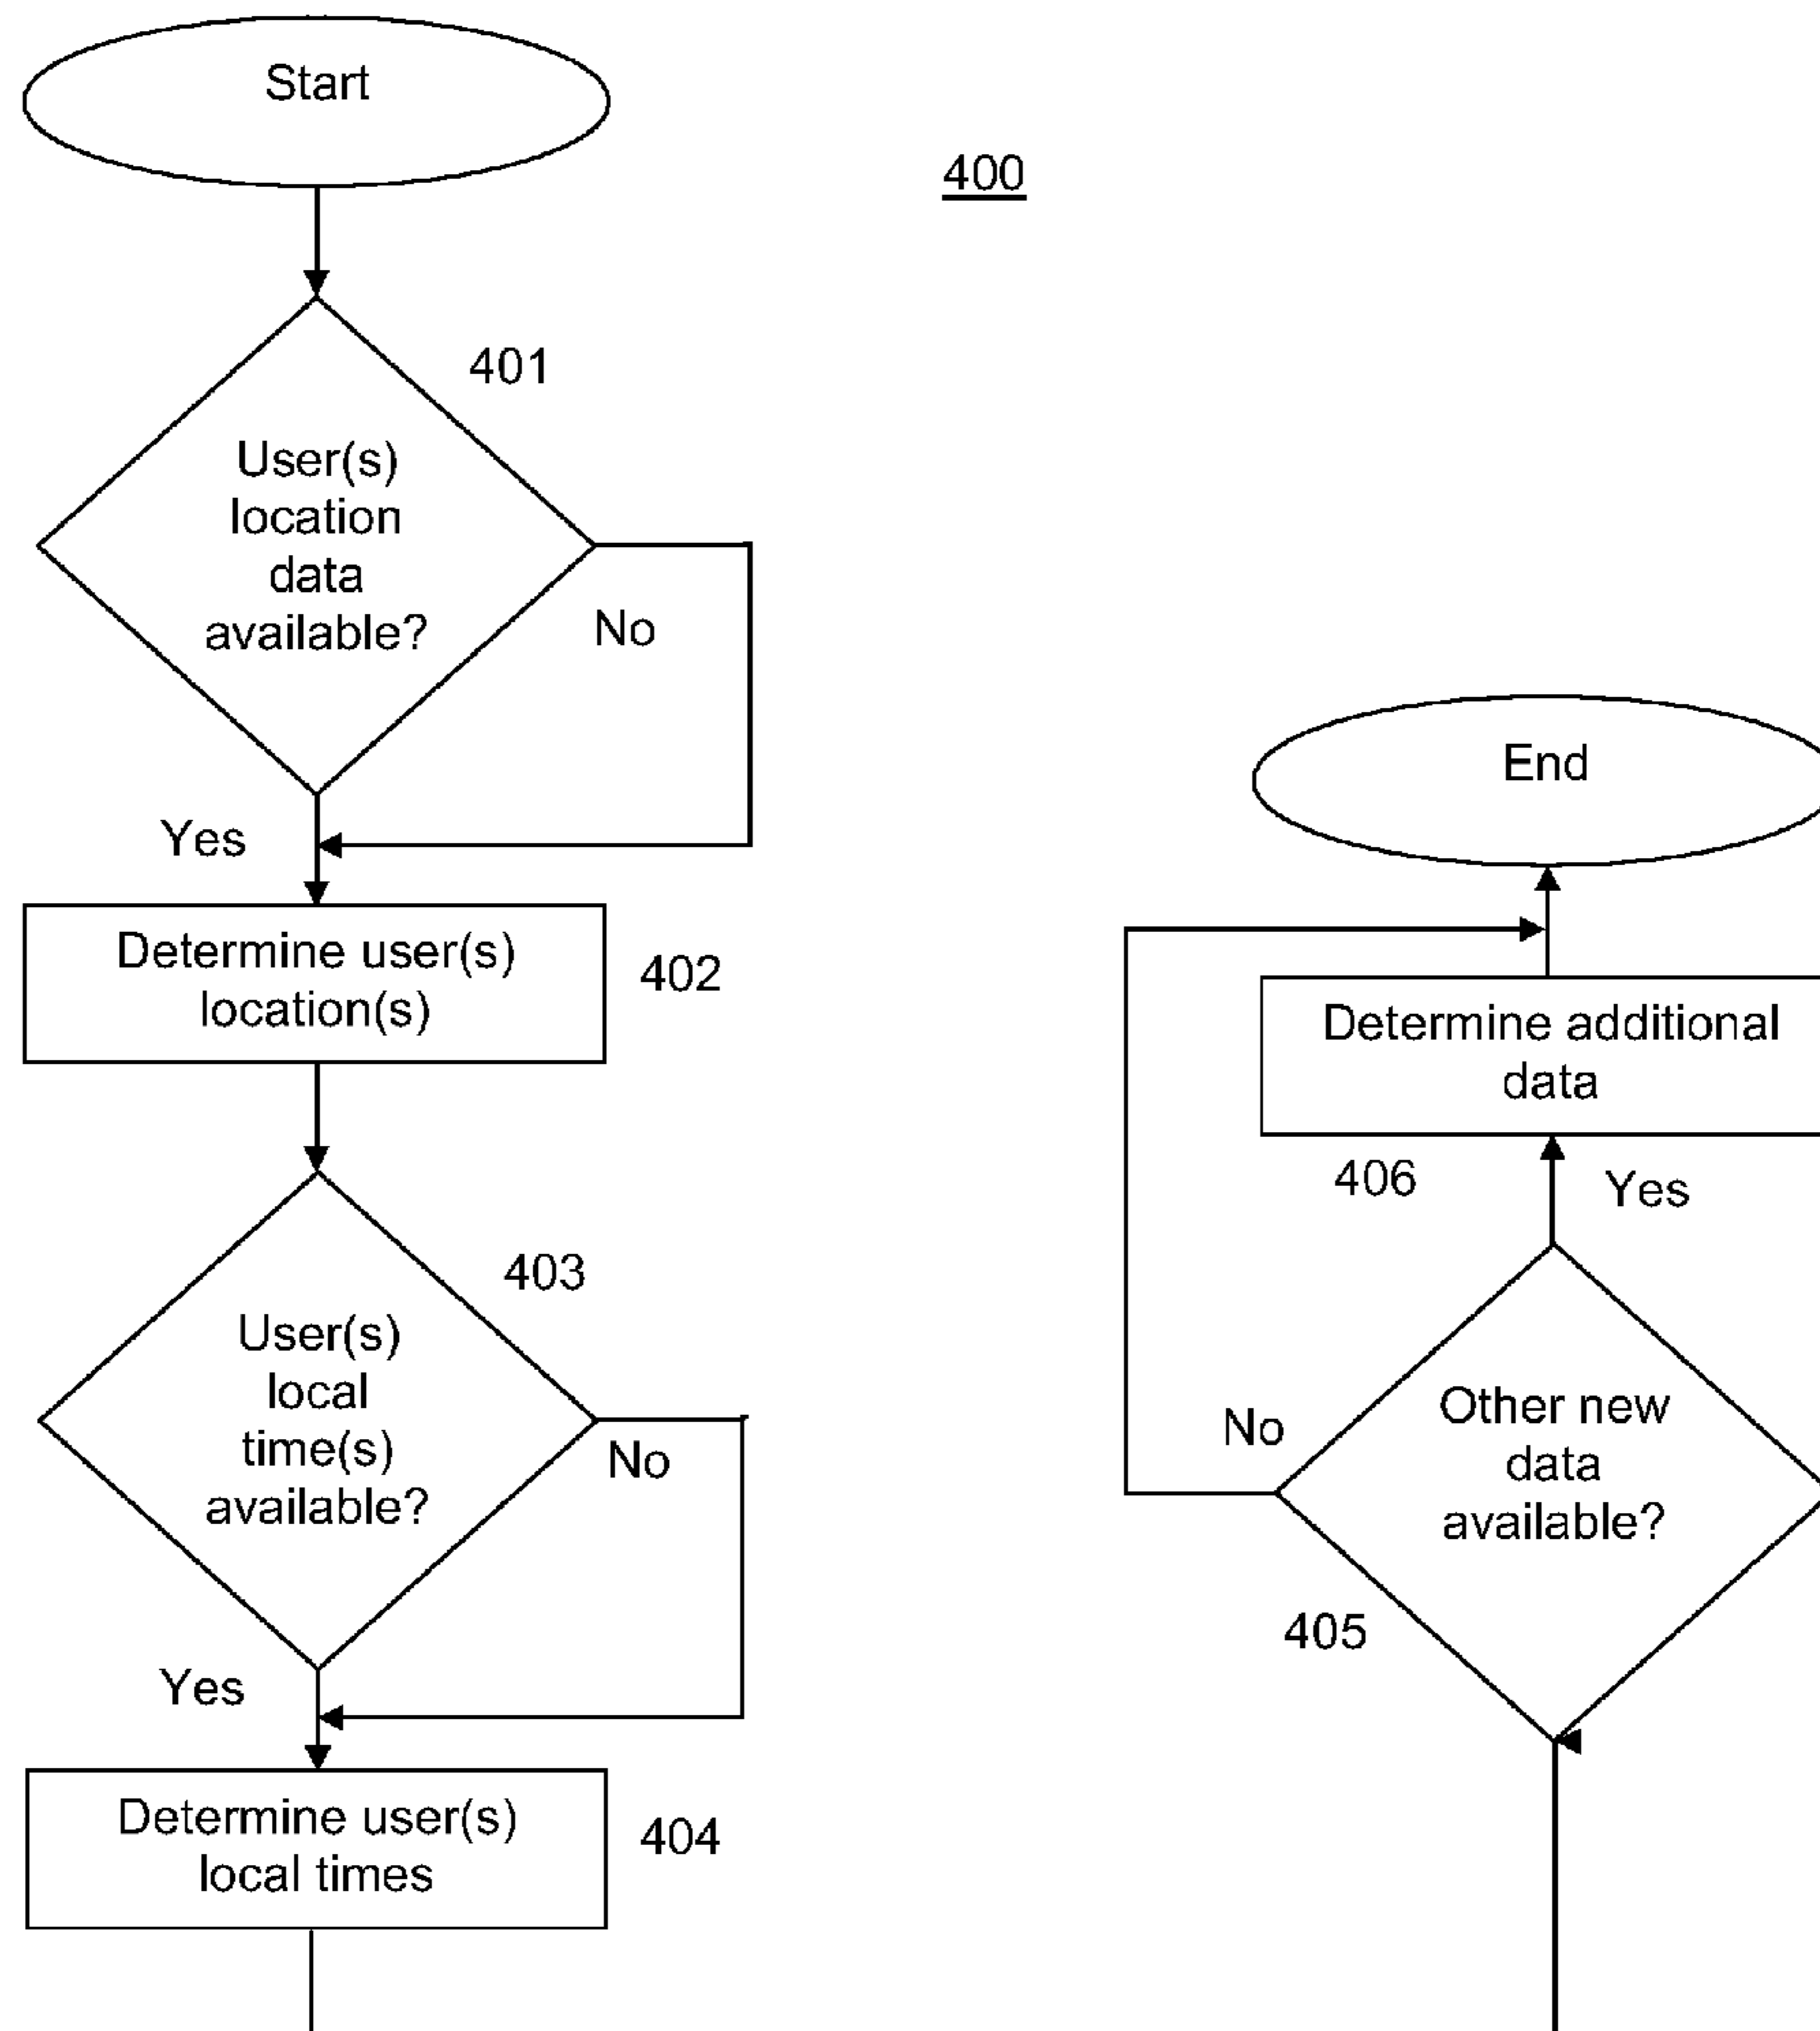 Start
400
401
User(s)
location
data
available?
No
Yes
Determine user(s)
location(s)
402
403
User(s)
local
time(s)
available?
No
Yes
Determine user(s)
local times
404
End
Determine additional
data
406
Yes
Other new
data
available?
No
405